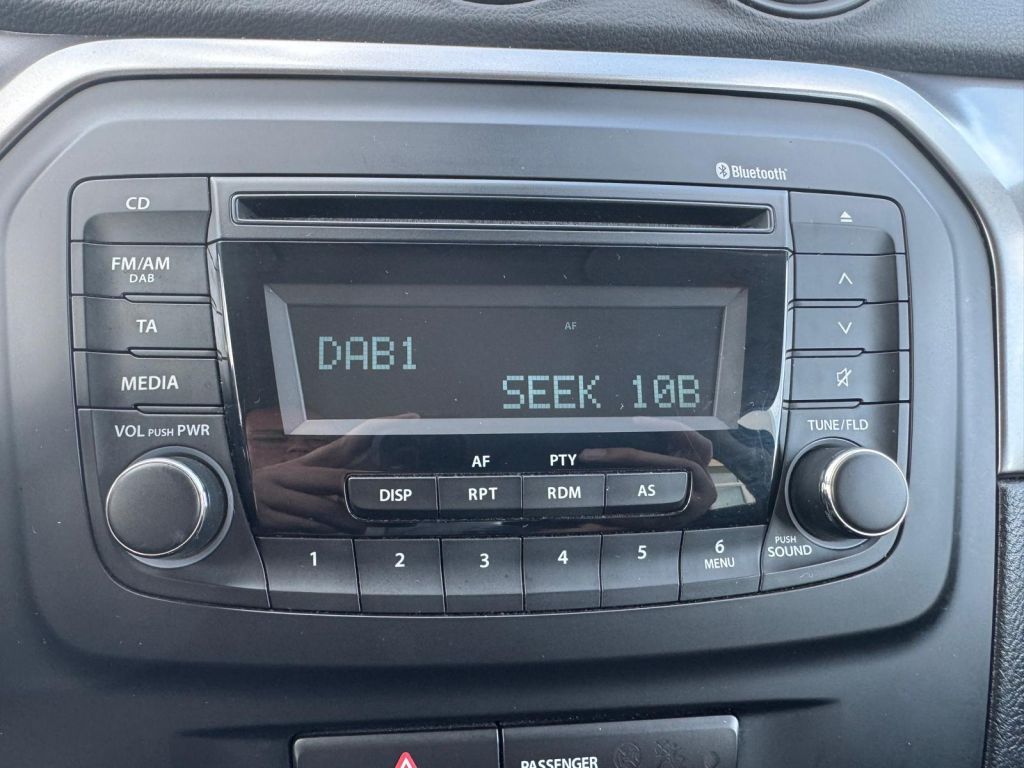 Bluetooth
CD
FM/AM
DAB
TA
MEDIA
VOL PUSH PWR
AF
DAB1
SEEK 10B
AF PTY
DISP RPT RDM AS
1 2 3 4 5 6
MENU
TUNE/FLD
PUSH
SOUND
PASSENGER